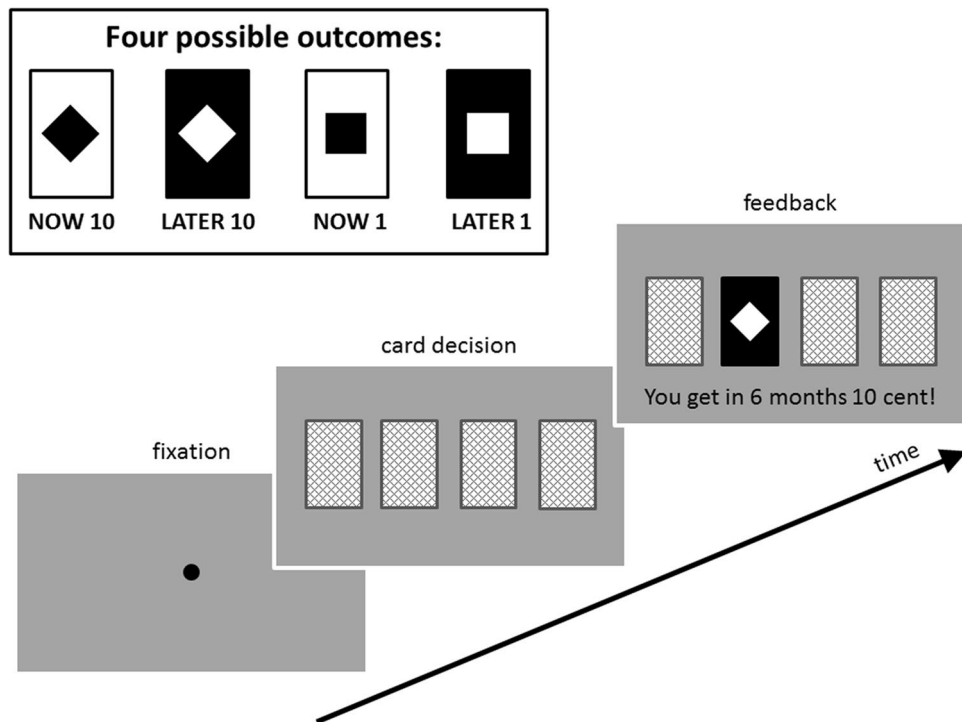 Four possible outcomes:
NOW 10
LATER 10
NOW 1
LATER 1
feedback
You get in 6 months 10 cent!
card decision
fixation
time